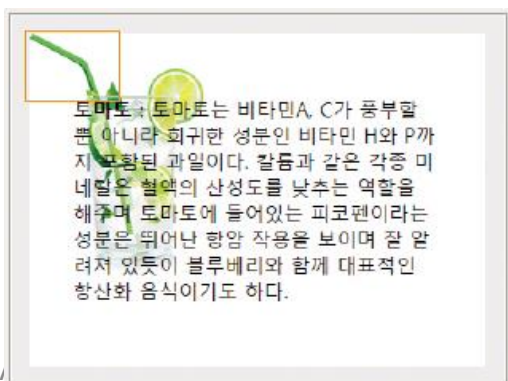 토마토 : 토마토는 비타민A, C가 풍부할
뿐 아니라 희귀한 성분인 비타민 H와 P까
지 포함된 과일이다. 칼륨과 같은 각종 미
네랄은 혈액의 산성도를 낮추는 역할을
해주며 토마토에 들어있는 피코펜이라는
성분은 뛰어난 항암 작용을 보이며 잘 알
려져 있듯이 블루베리와 함께 대표적인
항산화 음식이기도 하다.